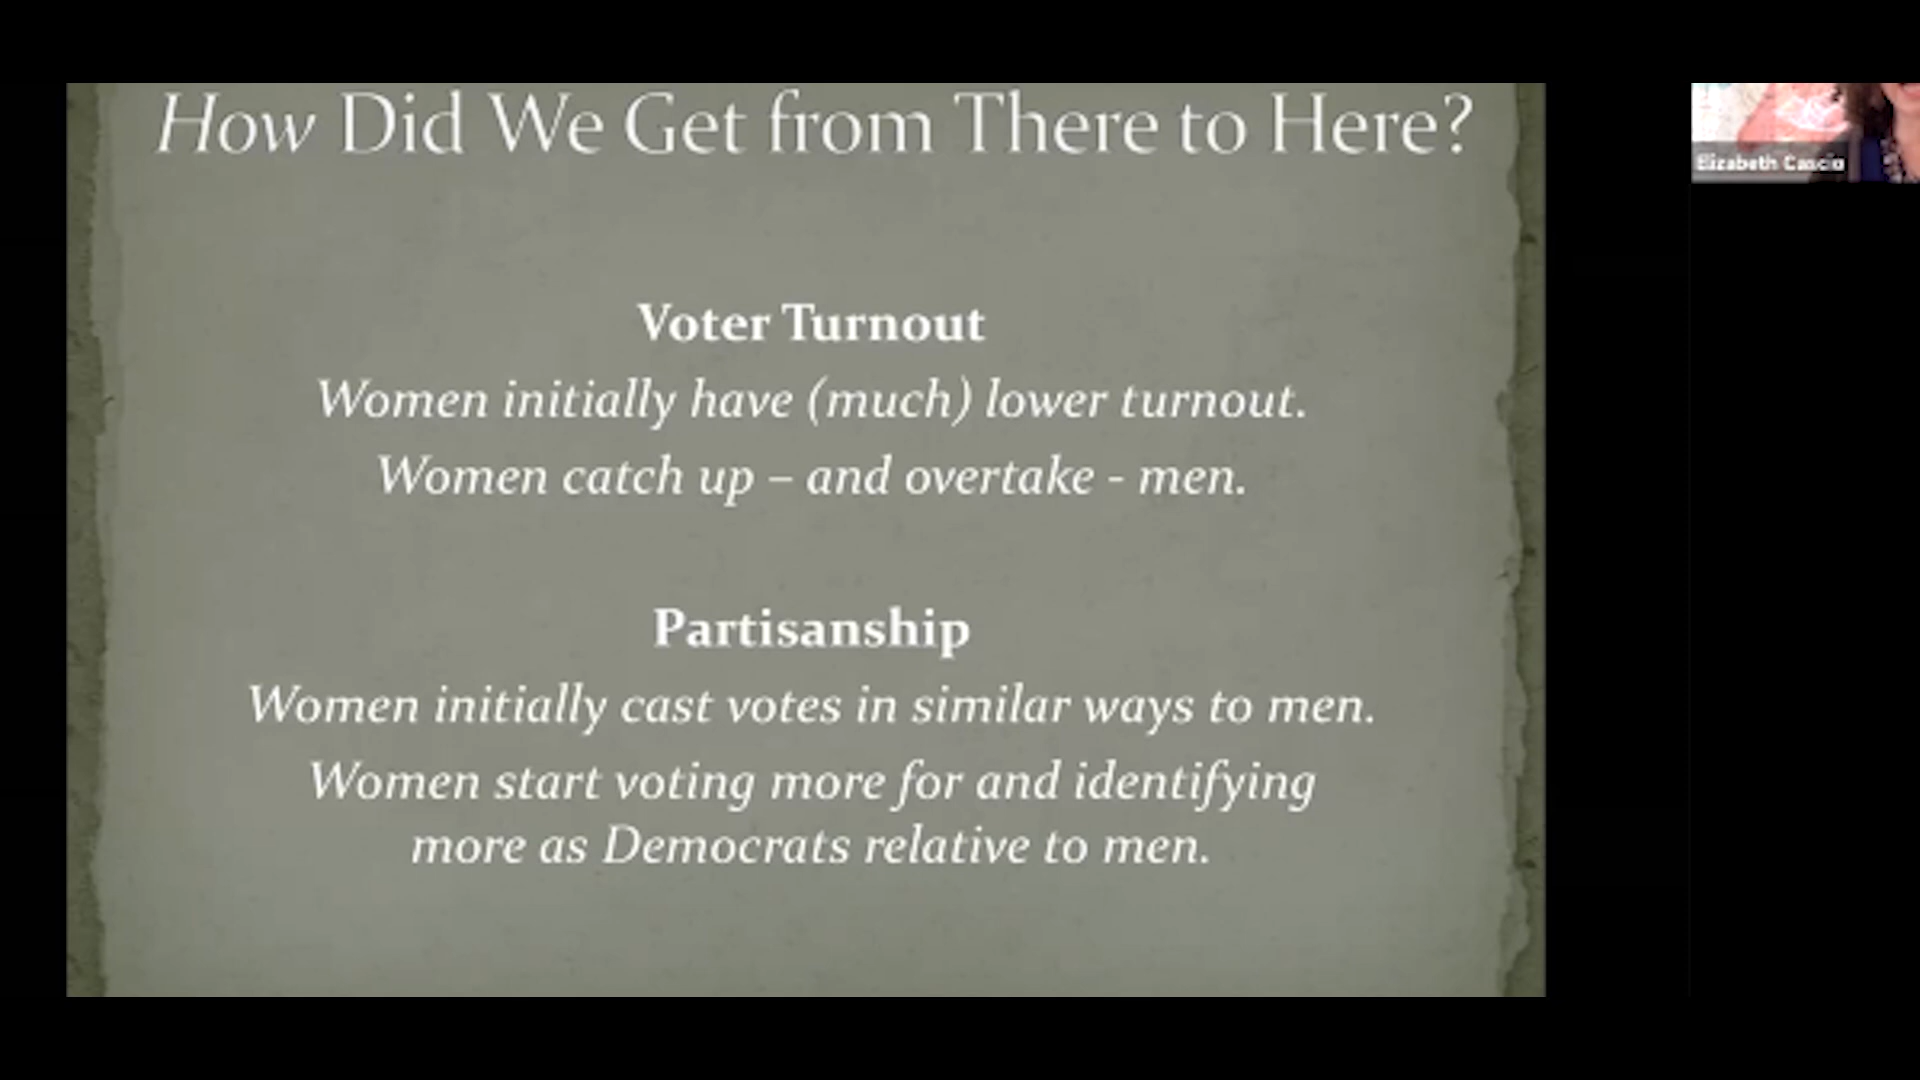 How Did We Get from There to Here?
Voter Turnout
Women initially have (much) lower turnout.
Women catch up – and overtake - men.
Partisanship
Women initially cast votes in similar ways to men.
Women start voting more for and identifying
more as Democrats relative to men.
Elizabeth Cascio